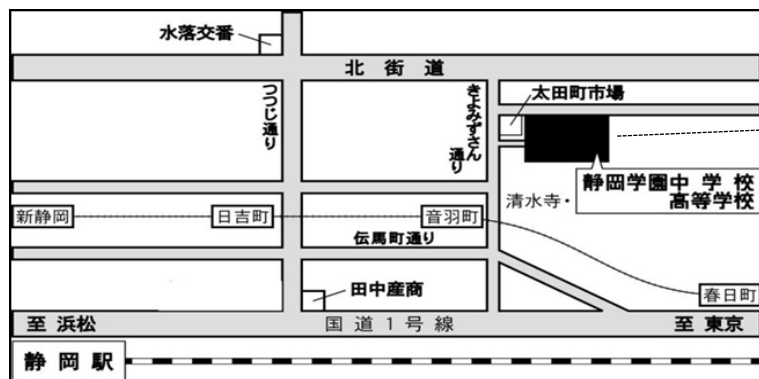 水落交番
北街道
つつじ通り
きよみずさん
通り
太田町市場
静岡学園中学校
高等学校
清水寺・
新静岡
日吉町
音羽町
伝馬町通り
春日町
田中産商
至 浜松
国道1号線
至 東京
静岡駅